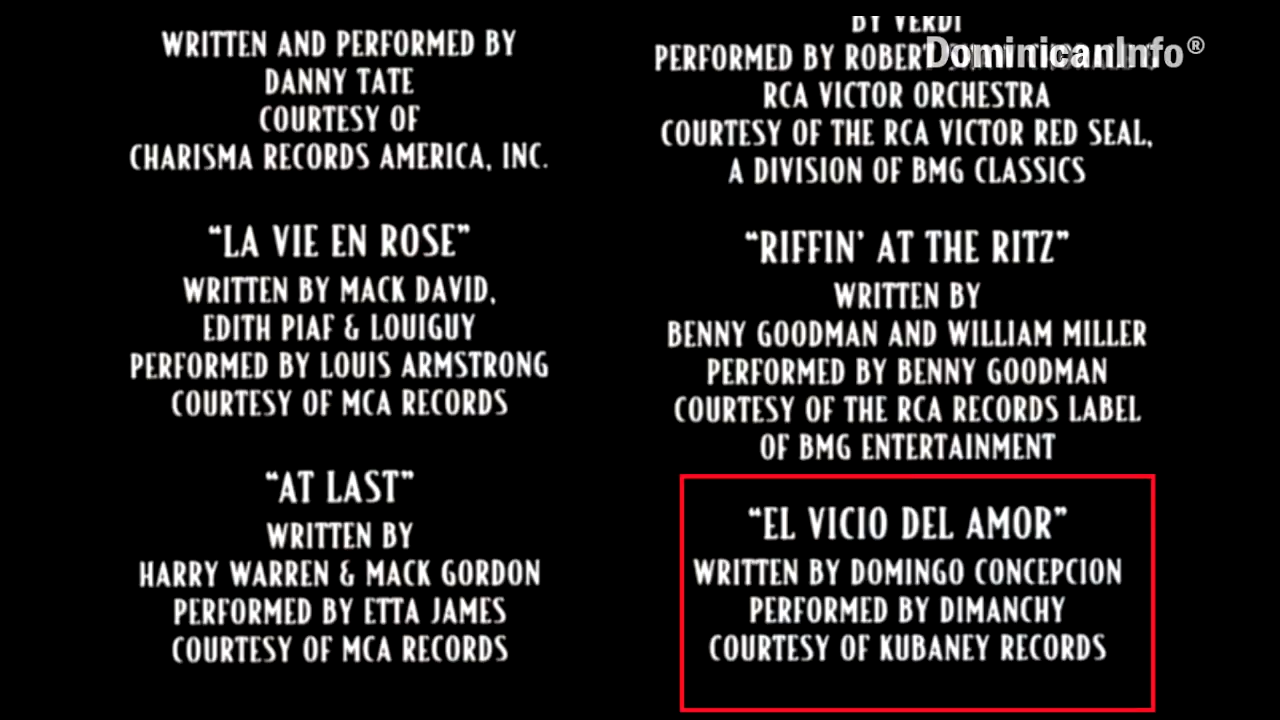 WRITTEN AND PERFORMED BY
DANNY TATE
COURTESY OF
CHARISMA RECORDS AMERICA, INC.
“LA VIE EN ROSE”
WRITTEN BY MACK DAVID,
EDITH PIAF & LOUIGUY
PERFORMED BY LOUIS ARMSTRONG
COURTESY OF MCA RECORDS
“AT LAST”
WRITTEN BY
HARRY WARREN & MACK GORDON
PERFORMED BY ETTA JAMES
COURTESY OF MCA RECORDS
BY VERDI
DominicanInfo®
PERFORMED BY
RCA VICTOR ORCHESTRA
COURTESY OF THE RCA VICTOR RED SEAL,
A DIVISION OF BMG CLASSICS
“RIFFIN’ AT THE RITZ”
WRITTEN BY
BENNY GOODMAN AND WILLIAM MILLER
PERFORMED BY BENNY GOODMAN
COURTESY OF THE RCA RECORDS LABEL
OF BMG ENTERTAINMENT
“EL VICIO DEL AMOR”
WRITTEN BY DOMINGO CONCEPCION
PERFORMED BY DIMANCHY
COURTESY OF KUBANEY RECORDS